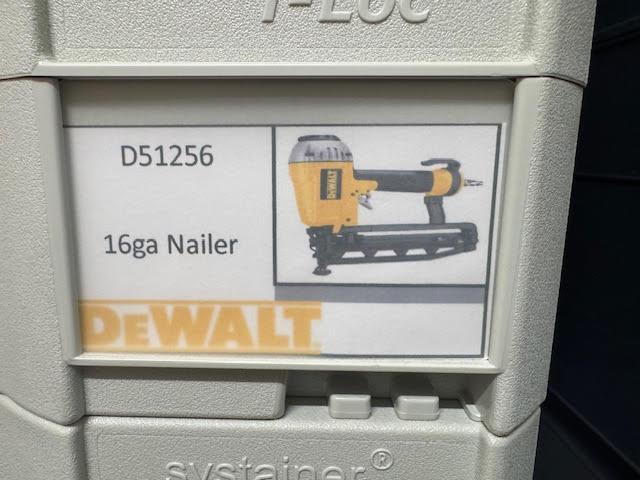 T-LOC
D51256
DEWALT
16ga Nailer
DEWALT
systainer®